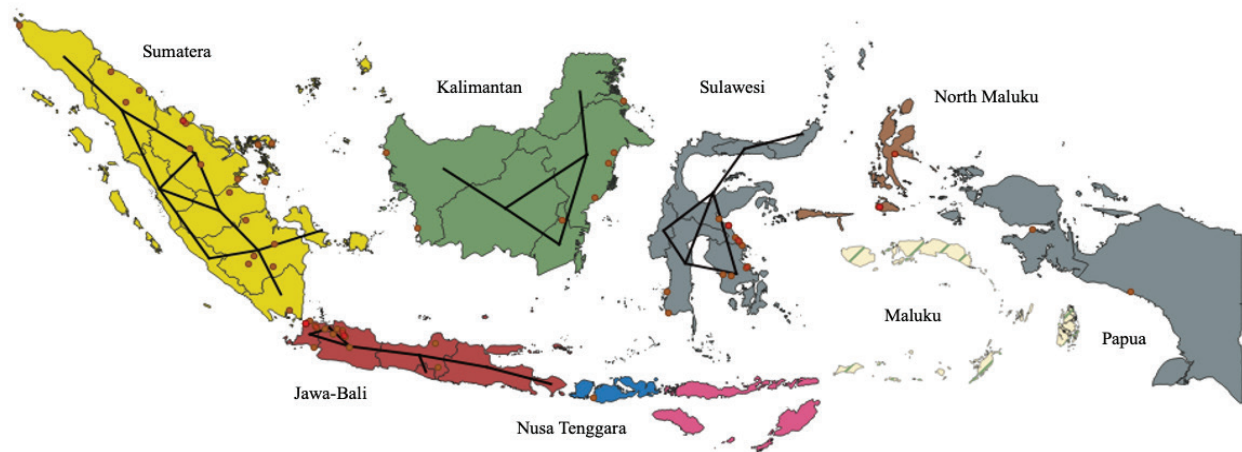 Sumatera
Kalimantan
Sulawesi
North Maluku
Maluku
Papua
Jawa-Bali
Nusa Tenggara